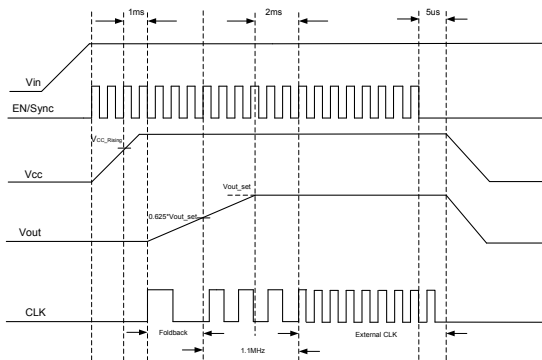 1ms
2ms
5us
Vin
EN/Sync
VCC_Rising
Vcc
Vout_set
0.625*Vout_set
Vout
CLK
Foldback
External CLK
1.1MHz